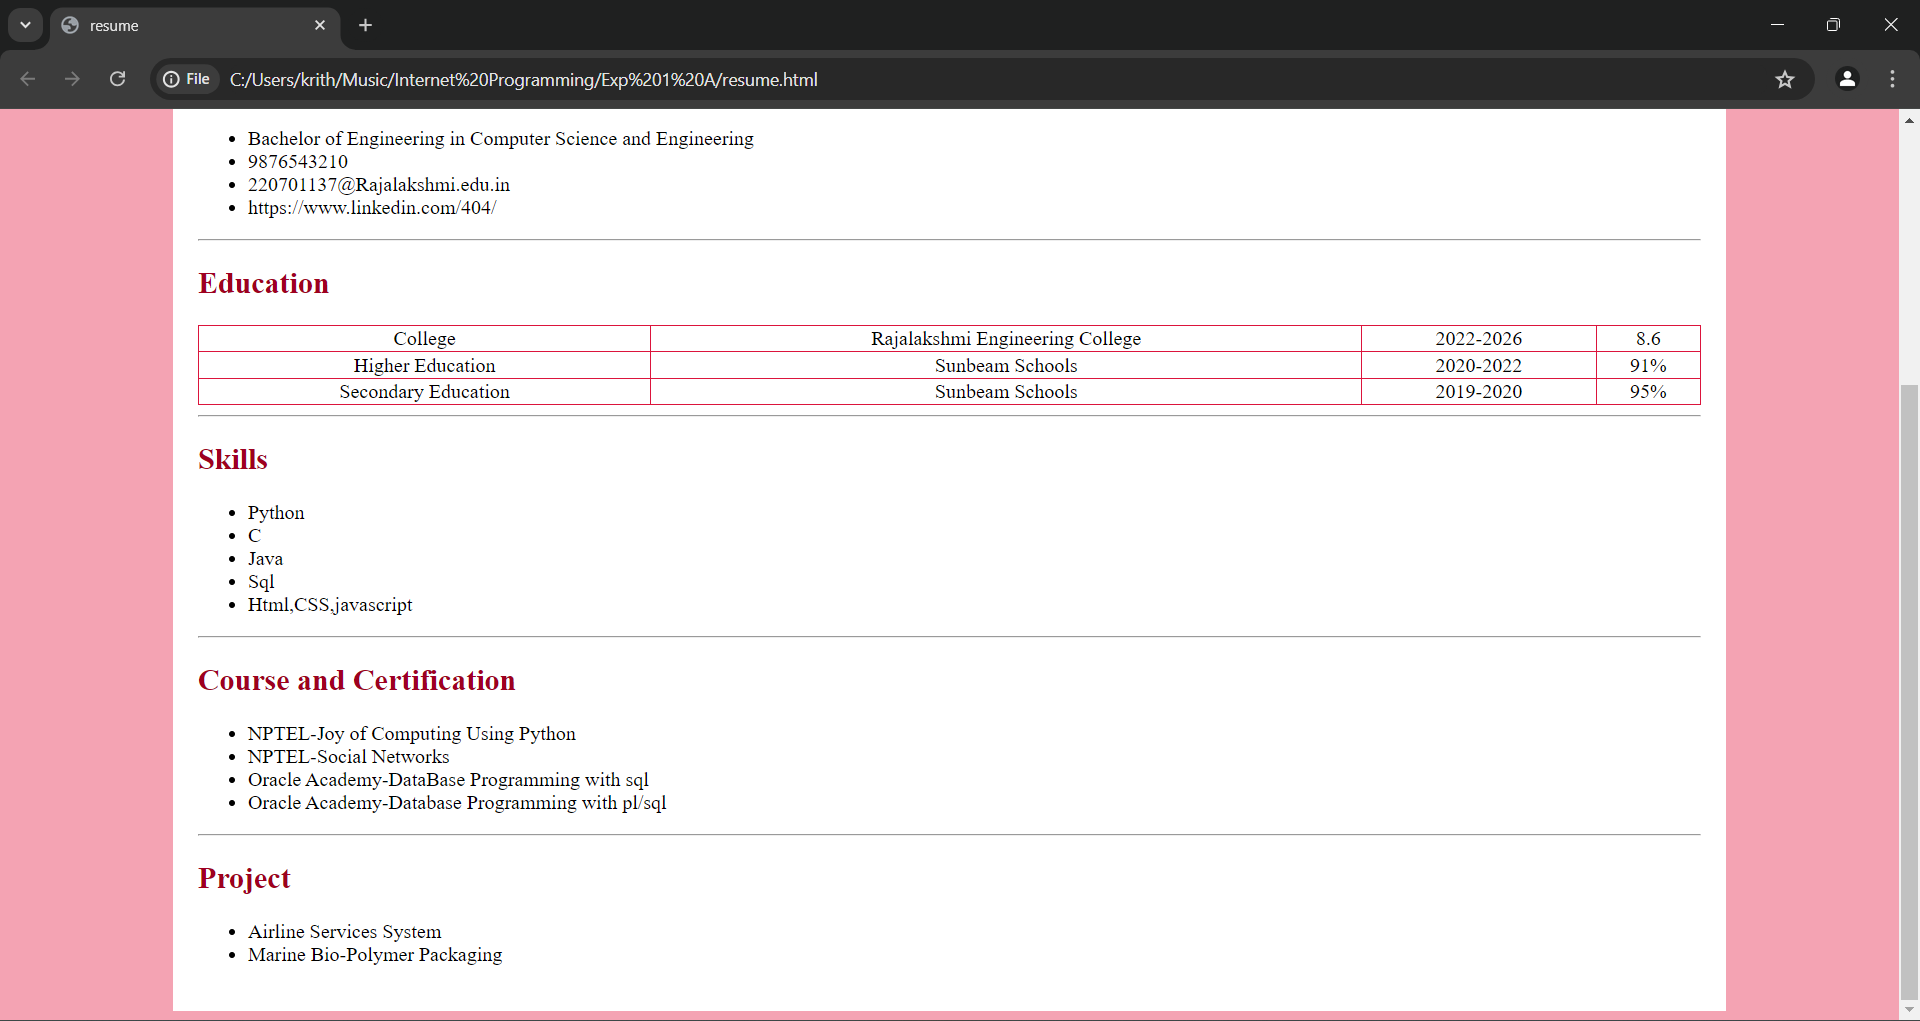 resume
File C:/Users/krith/Music/Internet%20Programming/Exp%201%20A/resume.html
Bachelor of Engineering in Computer Science and Engineering
9876543210
220701137@Rajalakshmi.edu.in
https://www.linkedin.com/404/
Education
College Rajalakshmi Engineering College 2022-2026 8.6
Higher Education Sunbeam Schools 2020-2022 91%
Secondary Education Sunbeam Schools 2019-2020 95%
Skills
Python
C
Java
Sql
Html,CSS,javascript
Course and Certification
NPTEL-Joy of Computing Using Python
NPTEL-Social Networks
Oracle Academy-DataBase Programming with sql
Oracle Academy-Database Programming with pl/sql
Project
Airline Services System
Marine Bio-Polymer Packaging